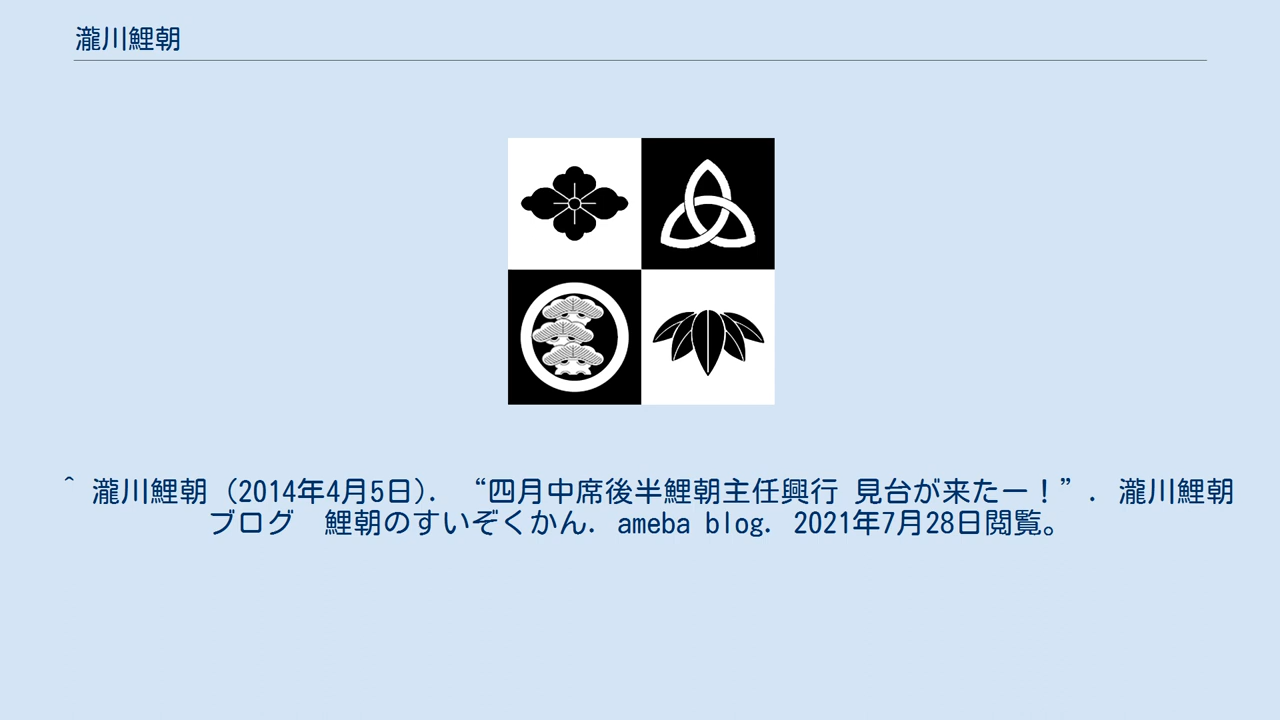 瀧川鯉朝
^ 瀧川鯉朝 (2014年4月5日). “四月中席後半鯉朝主任興行 見台が来たー！”. 瀧川鯉朝
ブログ　鯉朝のすいぞくかん. ameba blog. 2021年7月28日閲覧。